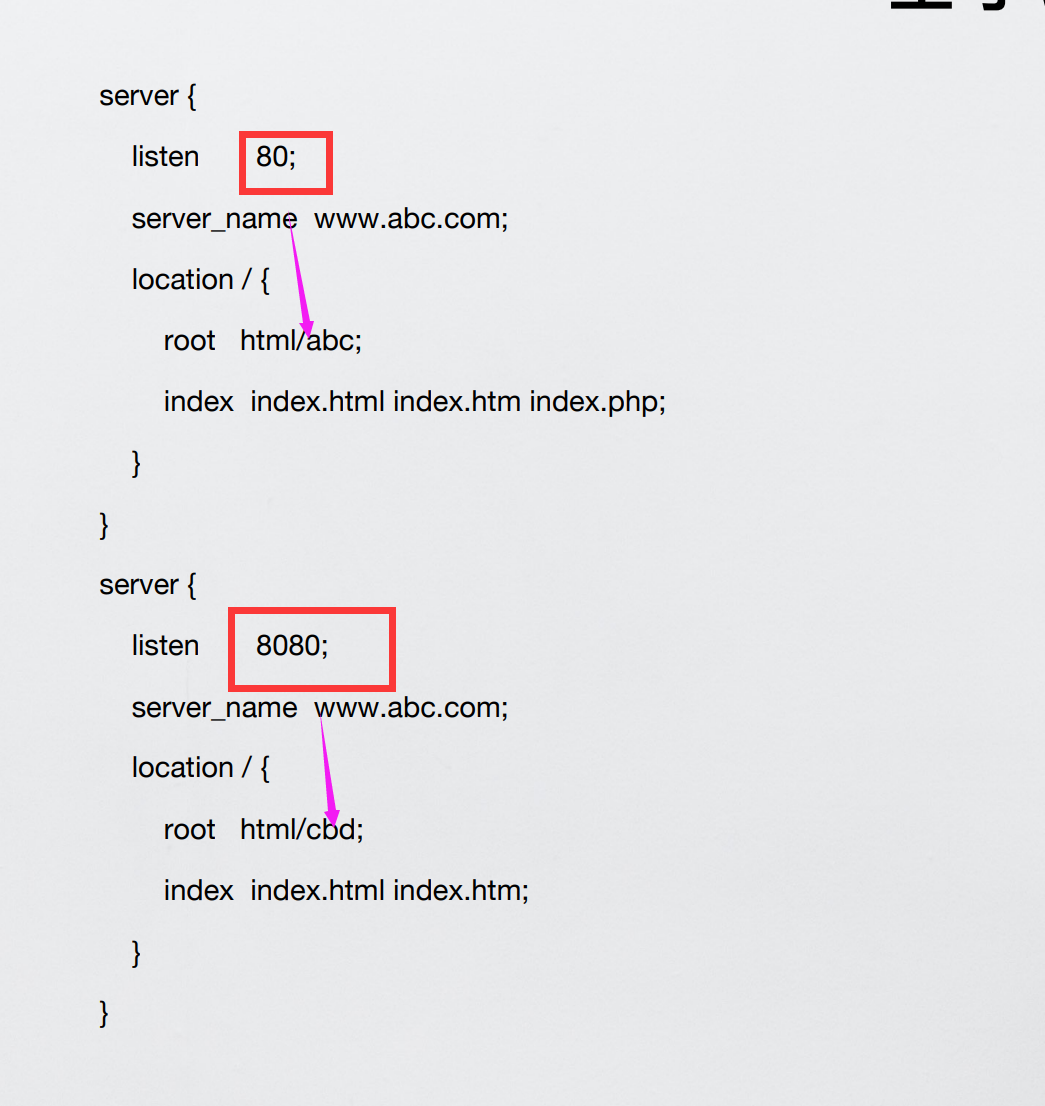 server {
listen 80;
server_name www.abc.com;
location / {
root html/abc;
index index.html index.htm index.php;
}
}
server {
listen 8080;
server_name www.abc.com;
location / {
root html/cbd;
index index.html index.htm;
}
}